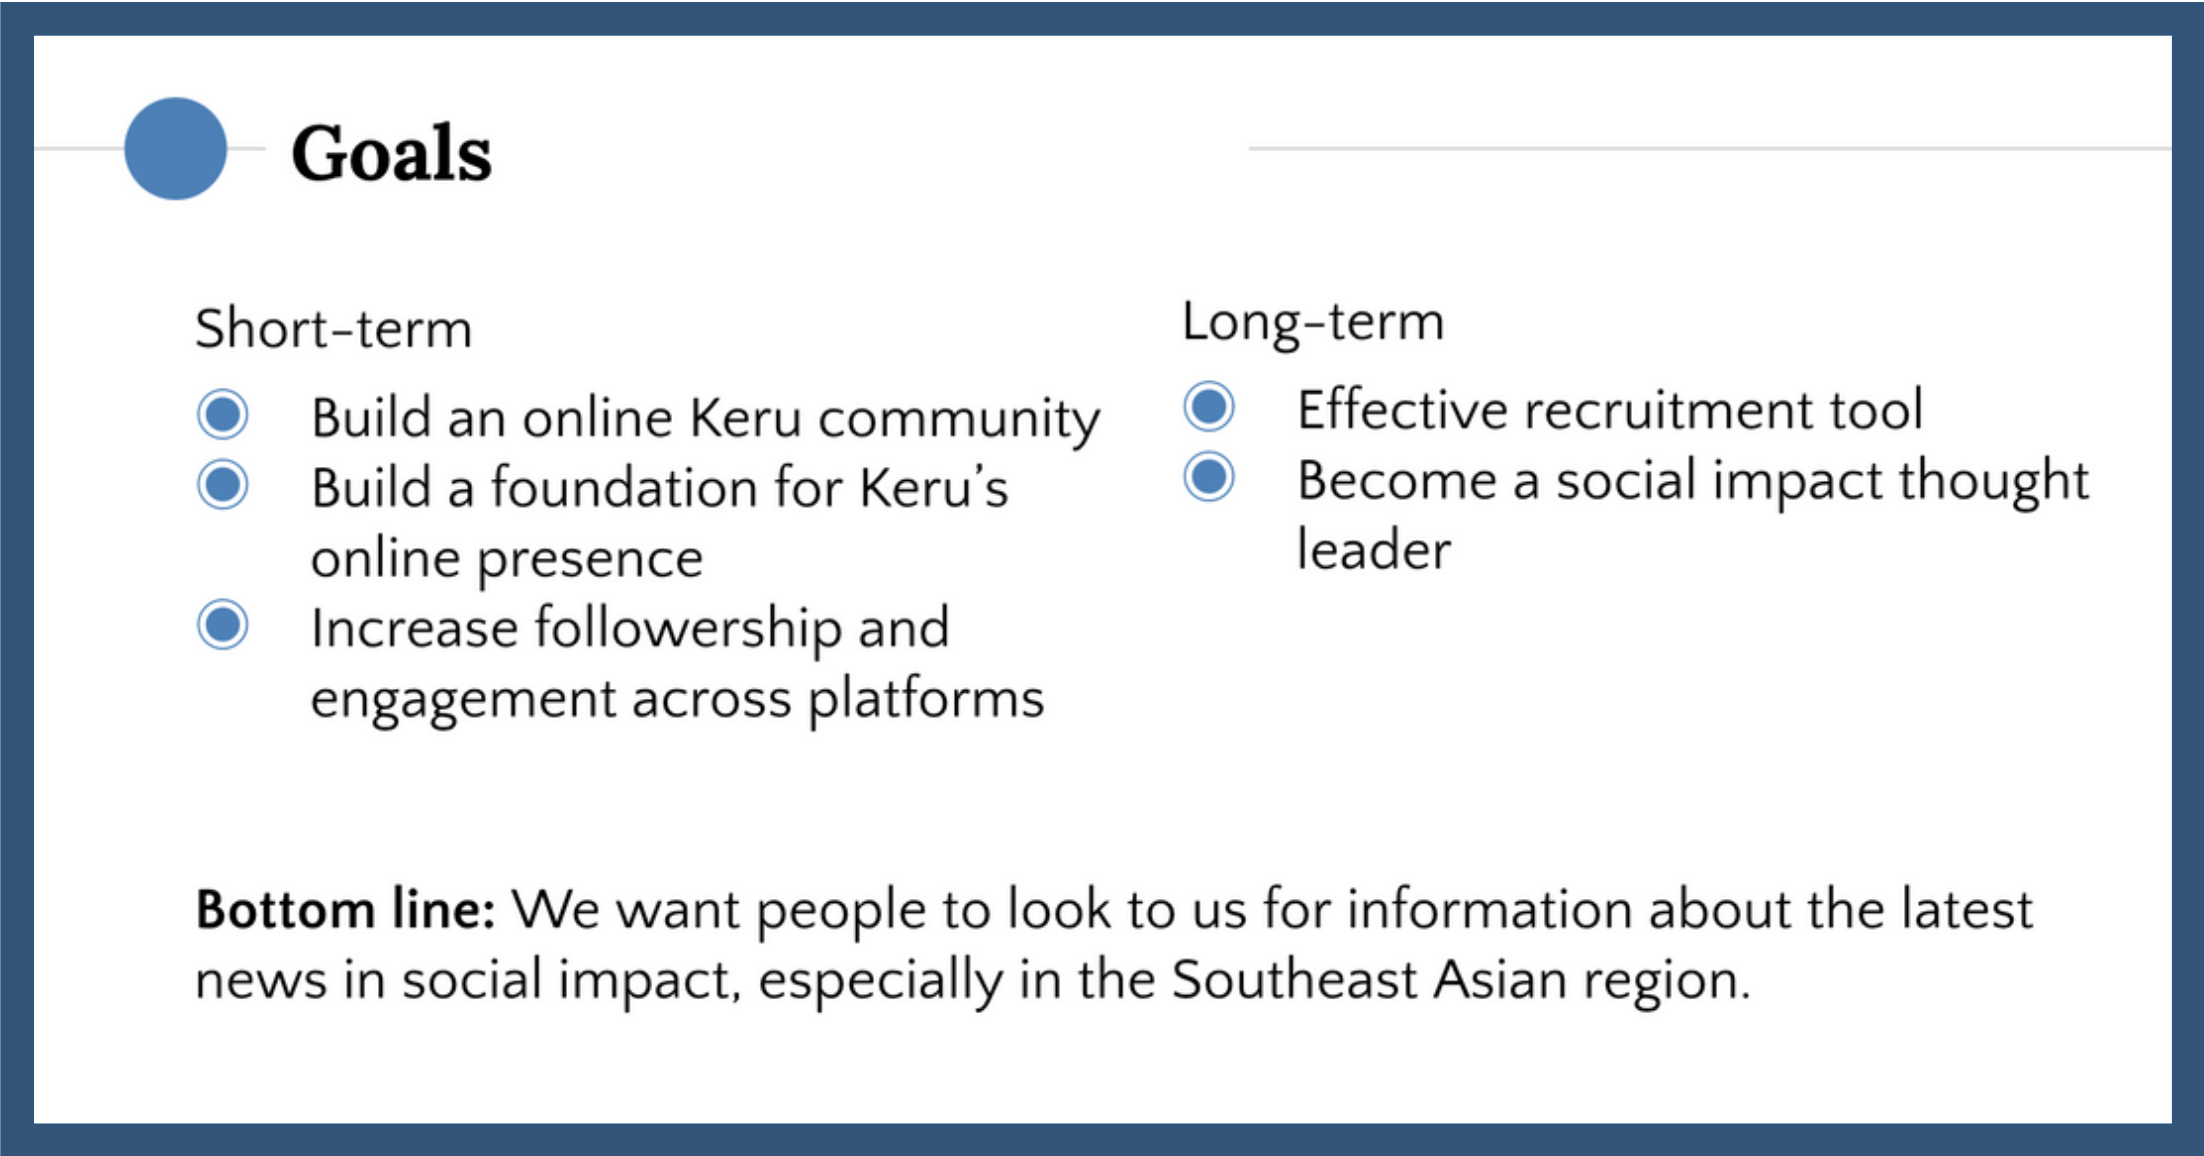 Goals
Short-term
Build an online Keru community
Build a foundation for Keru’s
online presence
Increase followership and
engagement across platforms
Long-term
Effective recruitment tool
Become a social impact thought
leader
Bottom line: We want people to look to us for information about the latest
news in social impact, especially in the Southeast Asian region.